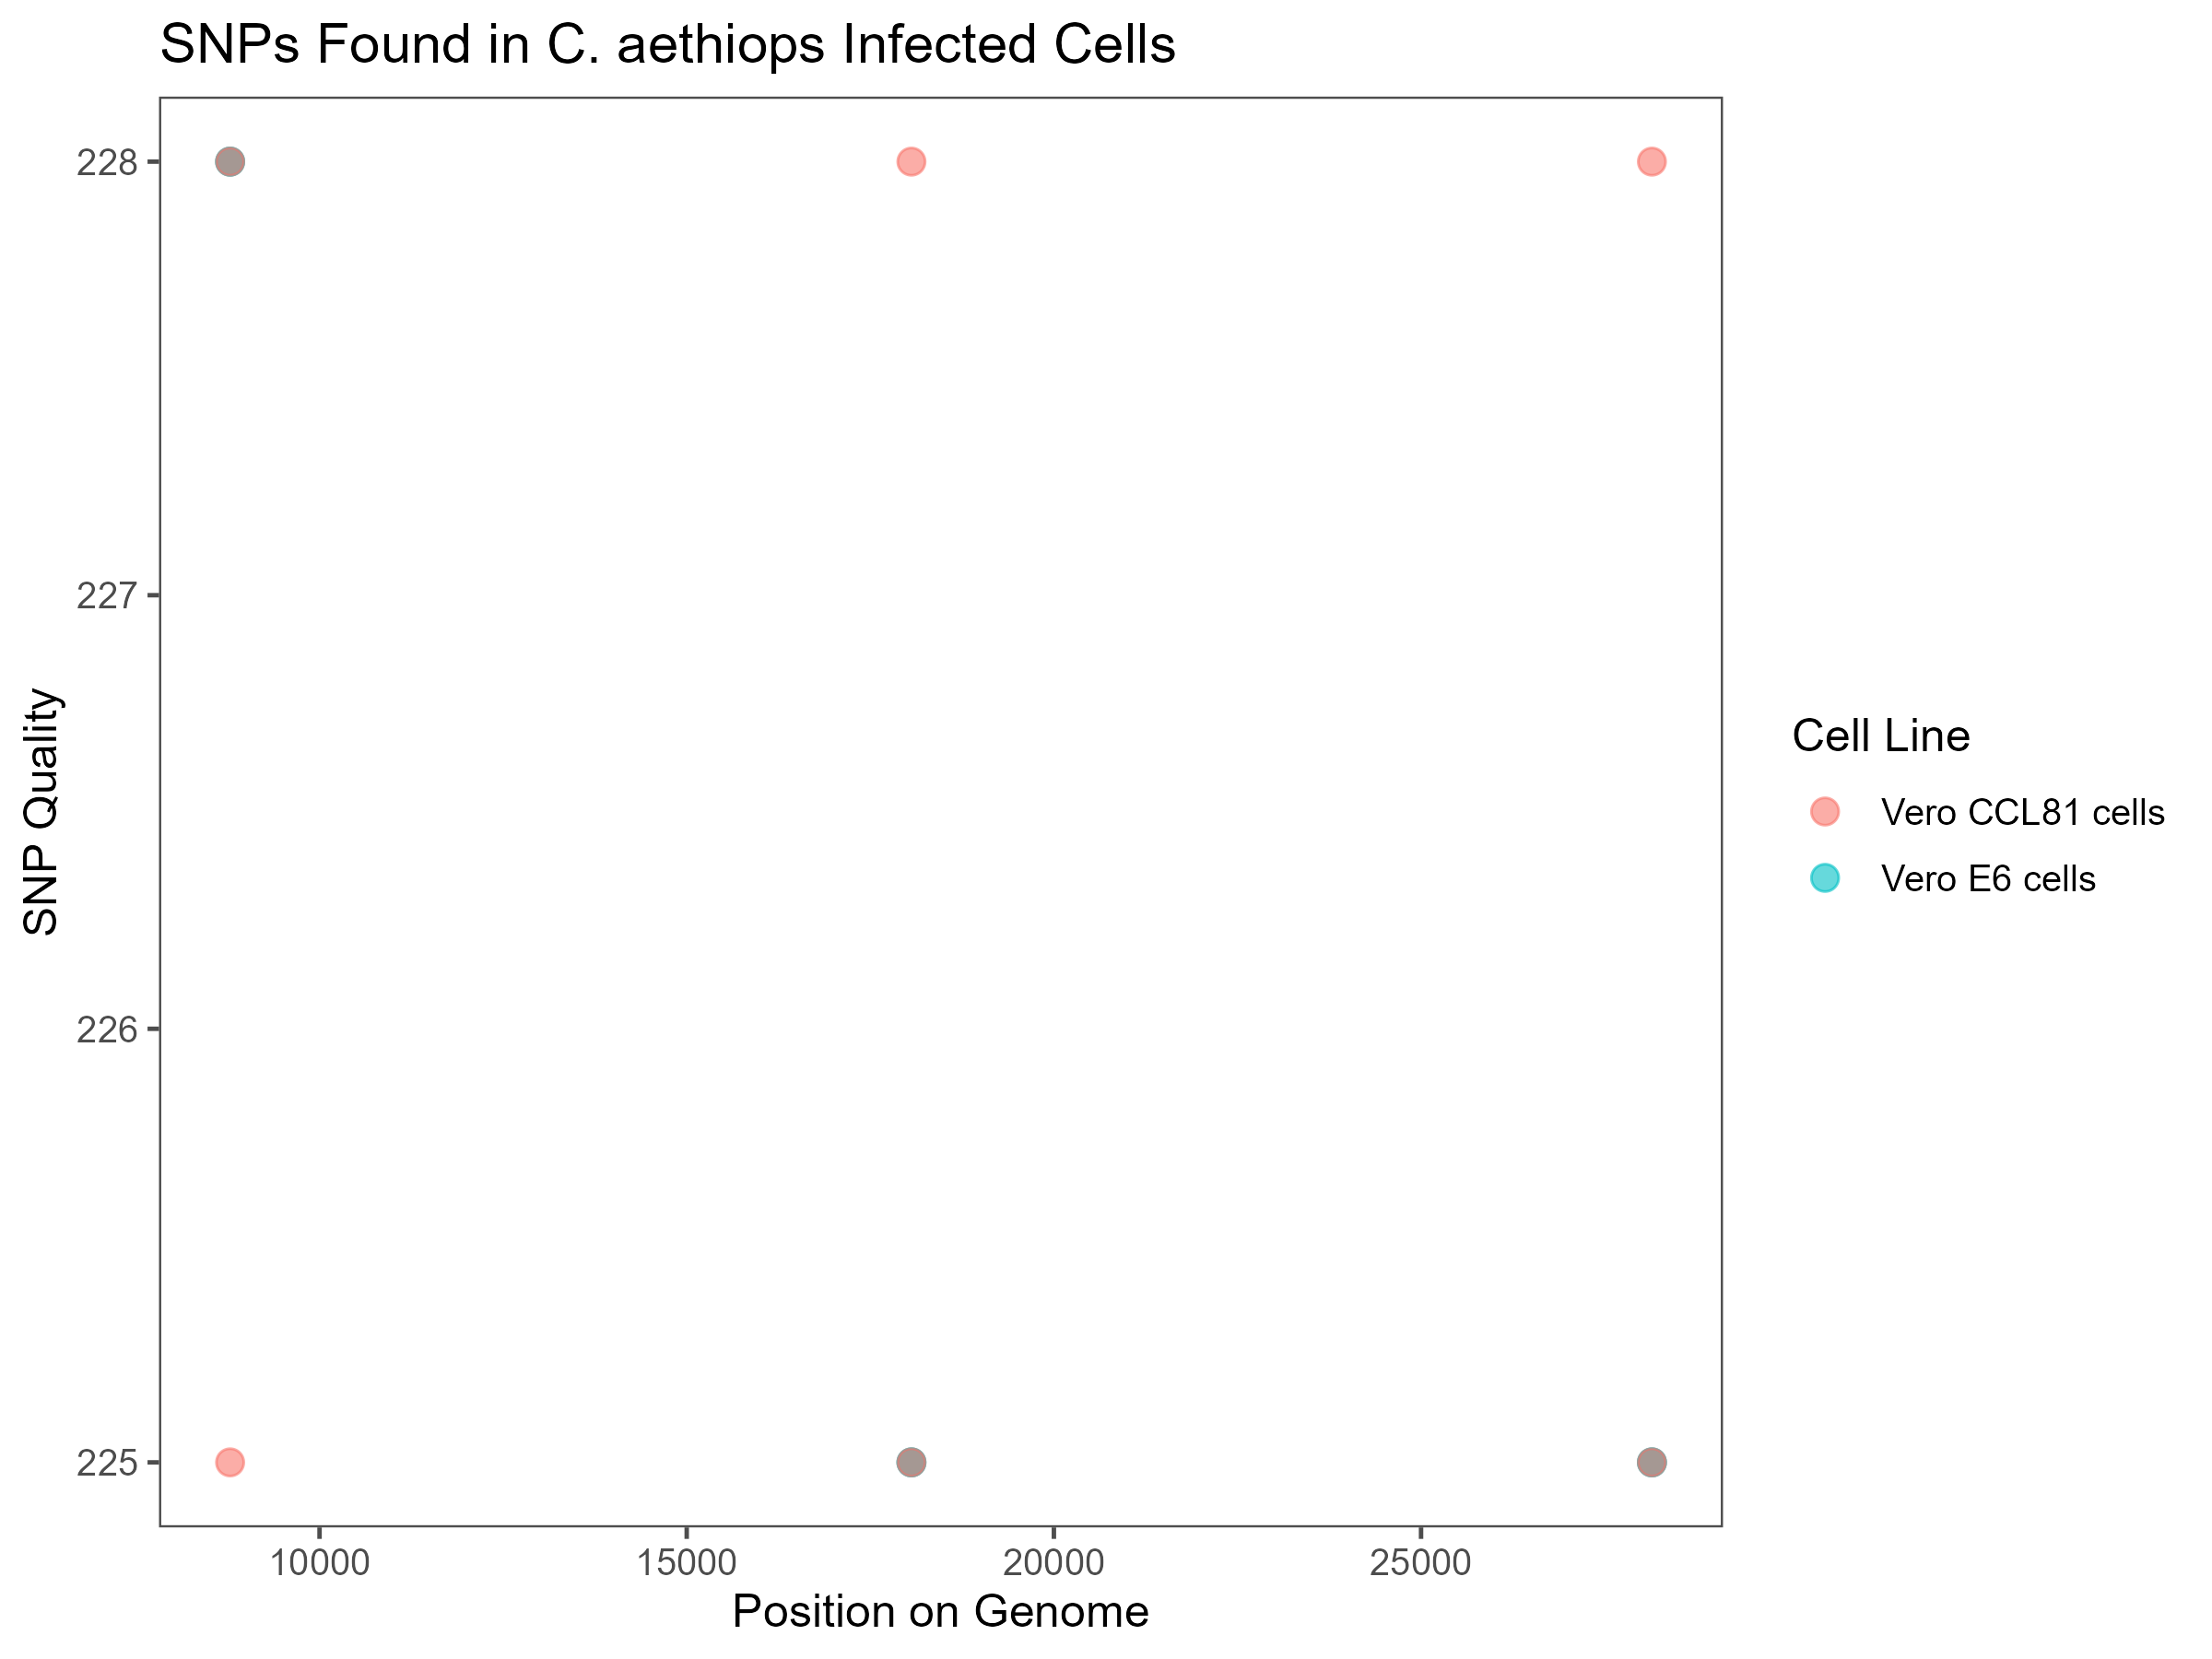 SNPs Found in C. aethiops Infected Cells
228
227
226
225
SNP Quality
10000 15000 20000 25000
Position on Genome
Cell Line
Vero CCL81 cells
Vero E6 cells